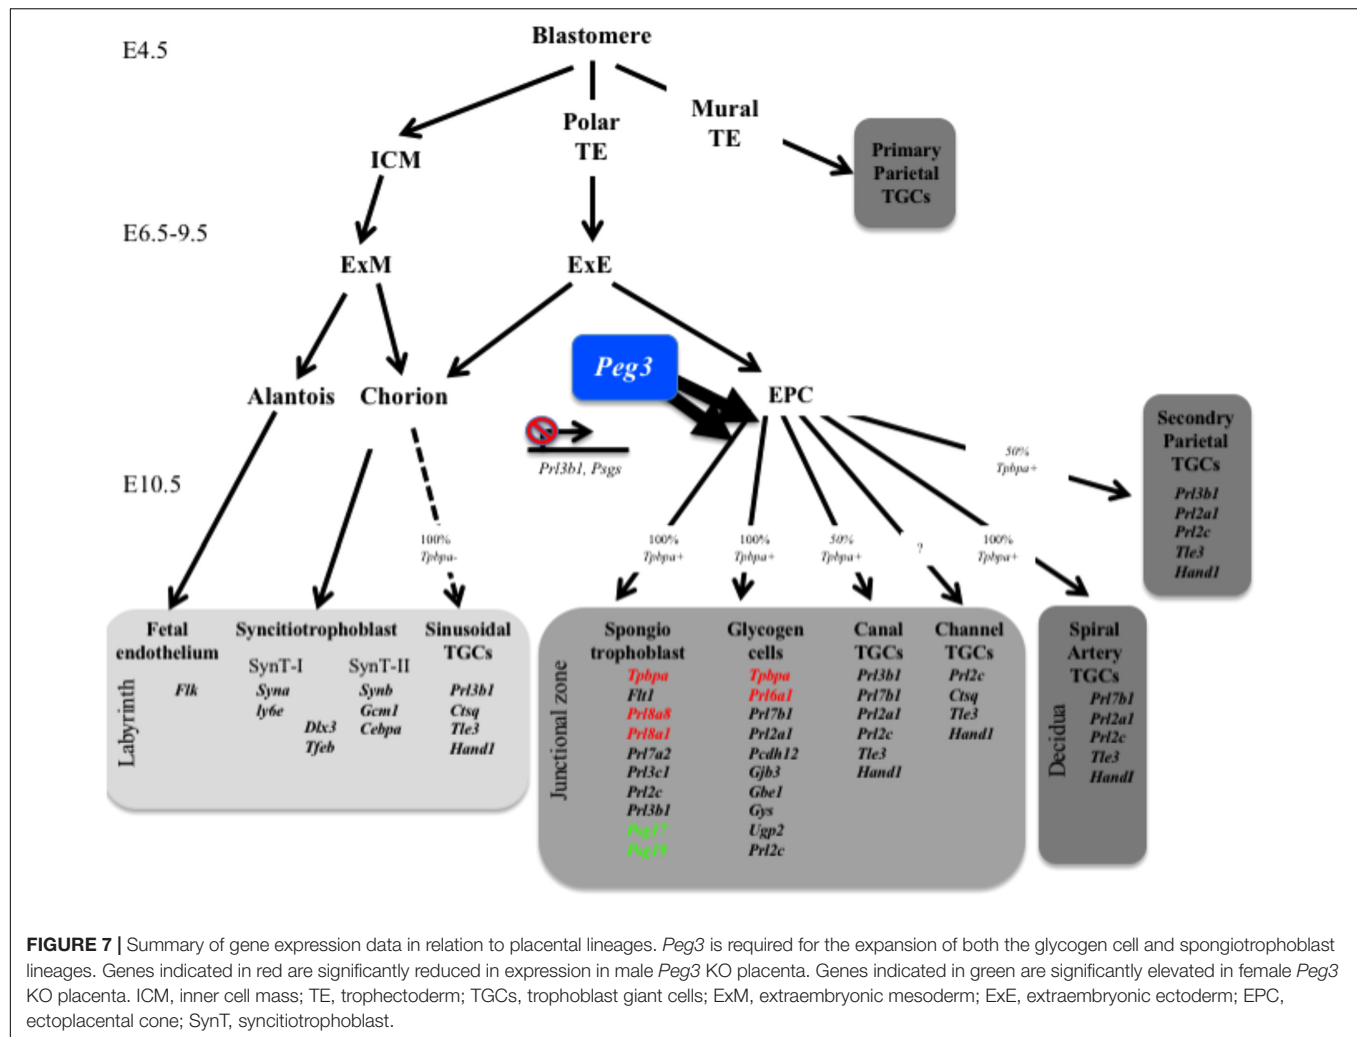 E4.5
Blastomere
Polar
TE
Mural
TE
ICM
Primary
Parietal
TGCs
E6.5-9.5
ExM
ExE
Peg3
Alantois
Chorion
EPC
Prl3b1, Psgs
E10.5
50%
Tpbpa+
Secondry
Parietal
TGCs
Prl3b1
Prl2a1
Prl2c
Tle3
Hand1
100%
Tpbpa-
100%
Tpbpa+
100%
Tpbpa+
50%
Tpbpa+
?
100%
Tpbpa+
Labyrinth
Fetal
endothelium
Flk
Syncitiotrophoblast
SynT-I
Syna
ly6e
SynT-II
Synb
Gcm1
Cebpa
Dlx3
Tfeb
Sinusoidal
TGCs
Prl3b1
Ctsq
Tle3
Hand1
Junctional zone
Spongio
trophoblast
Tpbpa
Flt1
Prl8a8
Prl8a1
Prl7a2
Prl3c1
Prl2c
Prl3b1
Psg17
Psg19
Glycogen
cells
Tpbpa
Prl6a1
Prl7b1
Prl2a1
Pcdh12
Gjb3
Gbe1
Gys
Ugp2
Prl2c
Canal
TGCs
Prl3b1
Prl7b1
Prl2a1
Prl2c
Tle3
Hand1
Channel
TGCs
Prl2c
Ctsq
Tle3
Hand1
Decidua
Spiral
Artery
TGCs
Prl7b1
Prl2a1
Prl2c
Tle3
Hand1
FIGURE 7 | Summary of gene expression data in relation to placental lineages. Peg3 is required for the expansion of both the glycogen cell and spongiotrophoblast
lineages. Genes indicated in red are significantly reduced in expression in male Peg3 KO placenta. Genes indicated in green are significantly elevated in female Peg3
KO placenta. ICM, inner cell mass; TE, trophectoderm; TGCs, trophoblast giant cells; ExM, extraembryonic mesoderm; ExE, extraembryonic ectoderm; EPC,
ectoplacental cone; SynT, syncitiotrophoblast.